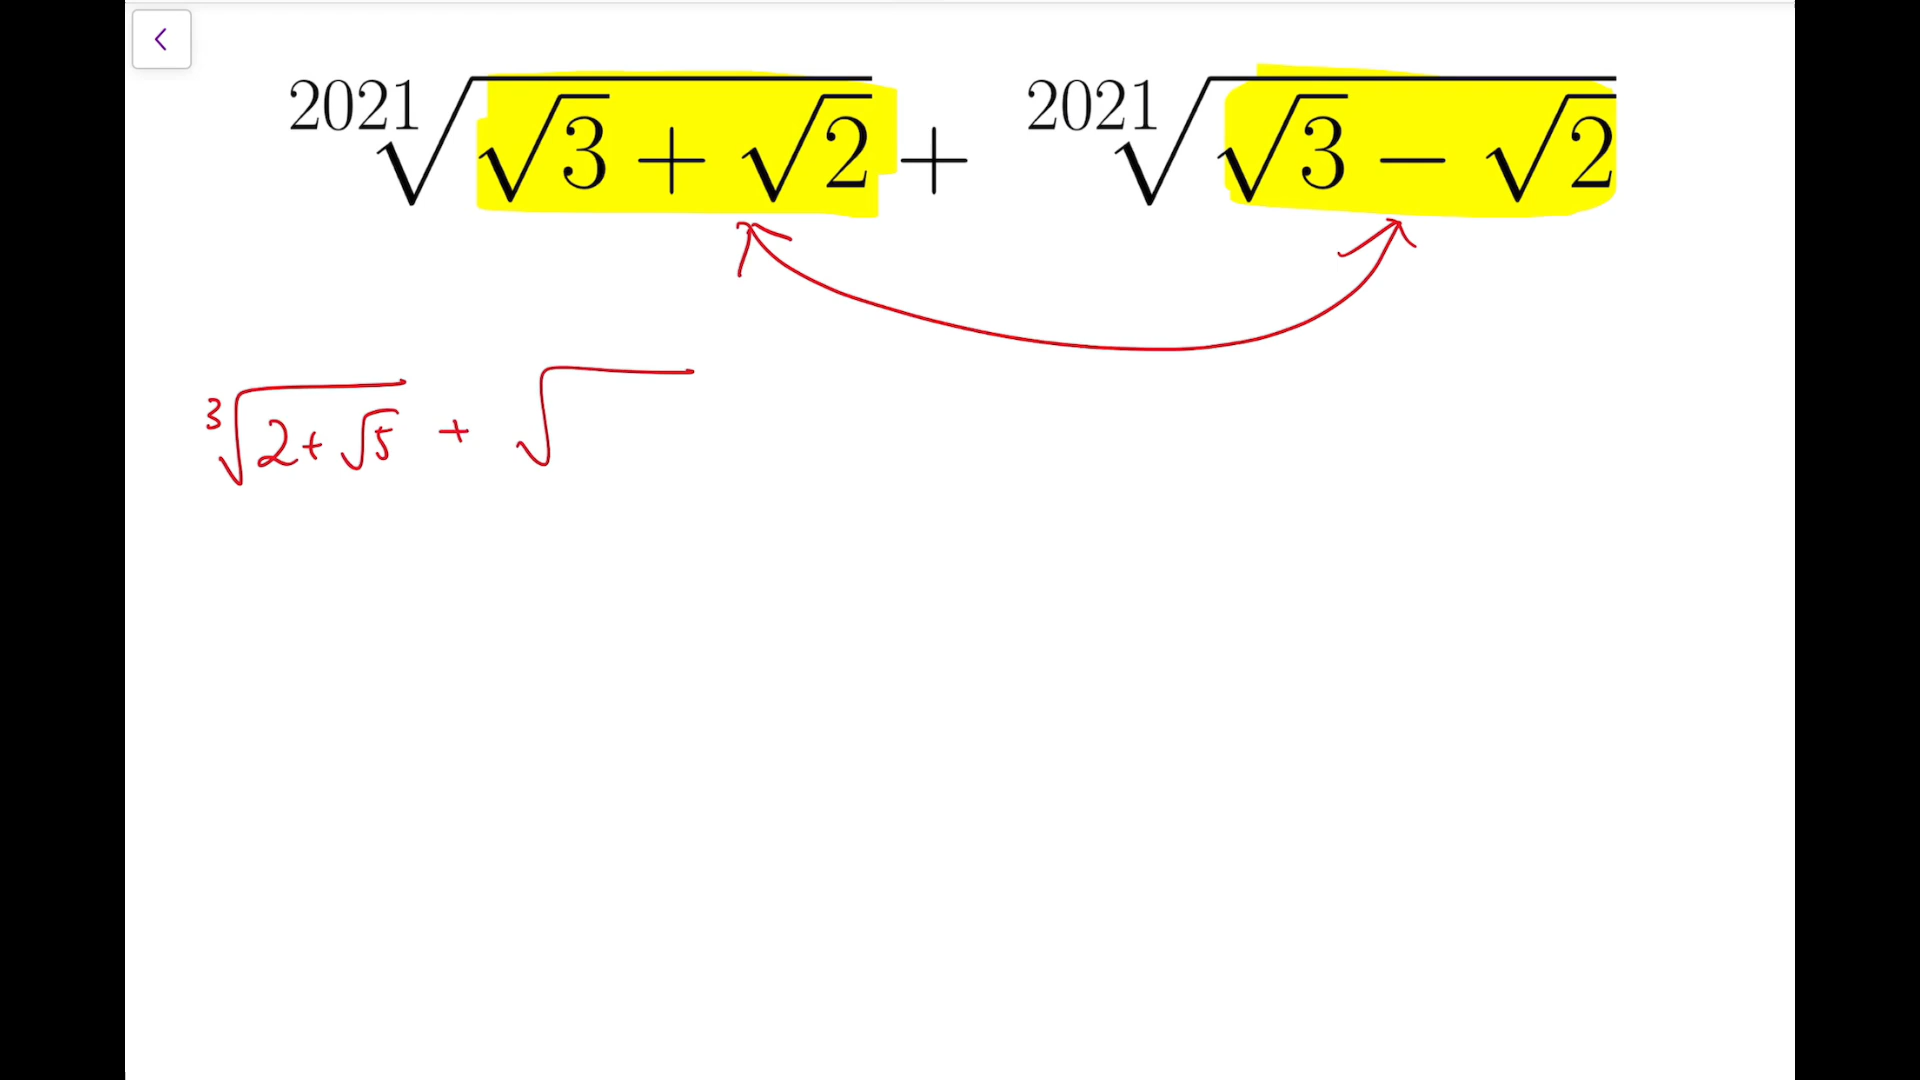 ²⁰²¹√(√3 + √2) + ²⁰²¹√(√3 − √2)
³√(2 + √5) + √